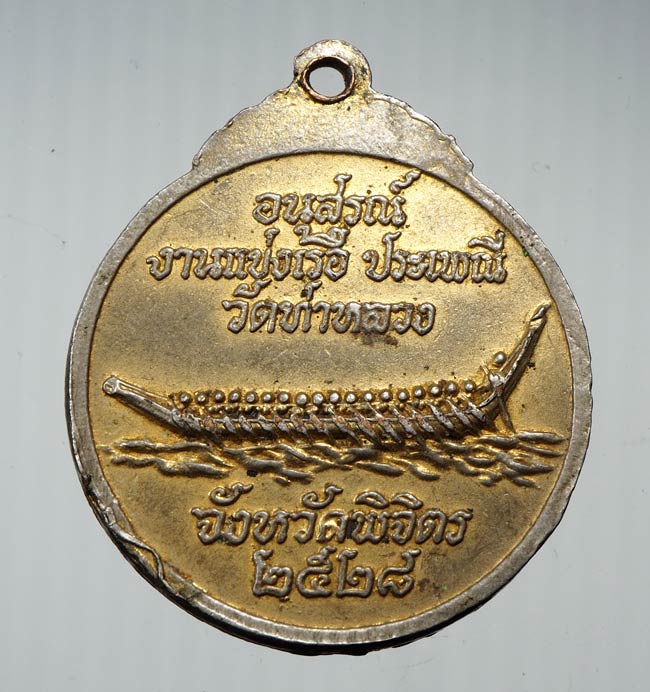 อนุสรณ์
งานแข่งเรือ ประเพณี
วัดท่าหลวง
จังหวัดพิจิตร
๒๕๒๘